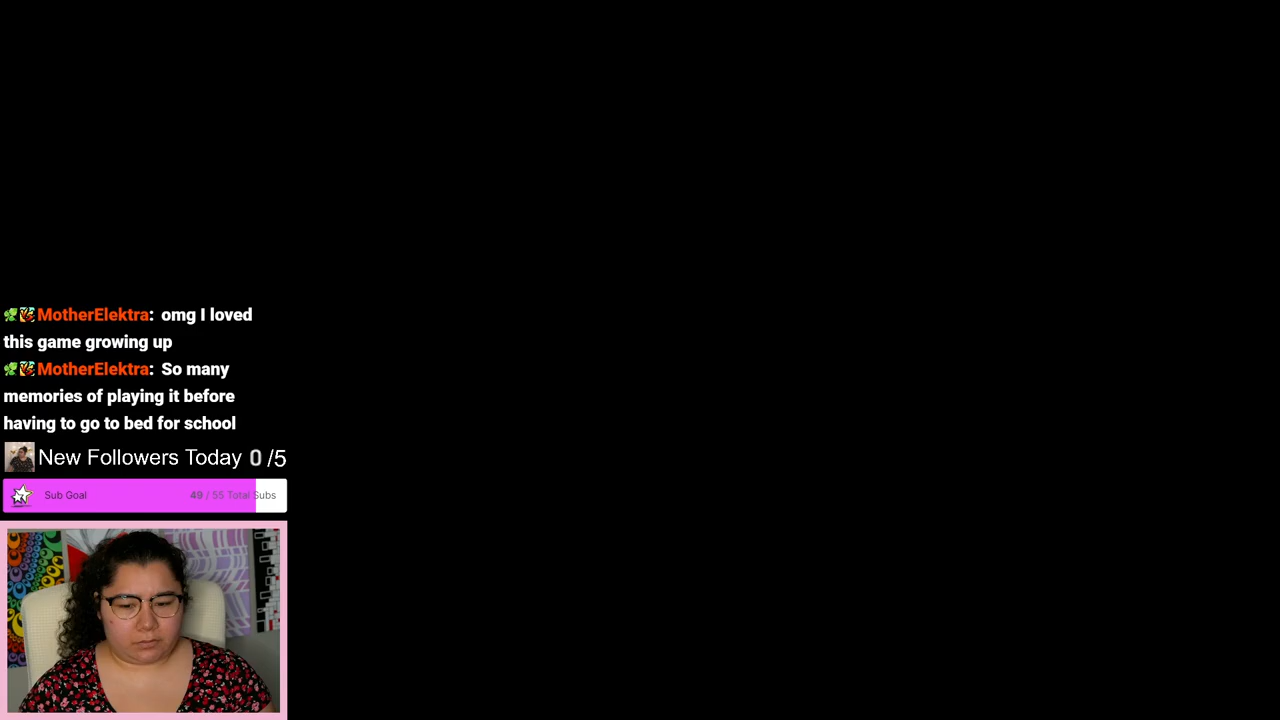 MotherElektra: omg I loved
this game growing up
MotherElektra: So many
memories of playing it before
having to go to bed for school
New Followers Today 0 /5
Sub Goal 49 / 55 Total Subs